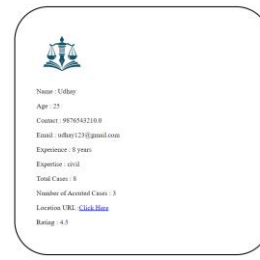 Name : Udhay
Age : 25
Contact : 9876543210.0
Email : udhay123@gmail.com
Experience : 8 years
Expertise : civil
Total Cases : 8
Number of Accuted Cases : 3
Location URL :Click Here
Rating : 4.5